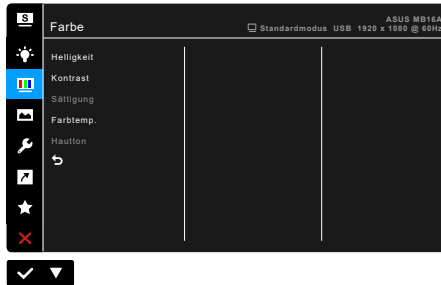 S
Farbe
ASUS MB16A
Standardmodus USB 1920 x 1080 @ 60Hz
Helligkeit
Kontrast
Sättigung
Farbtemp.
Hautton